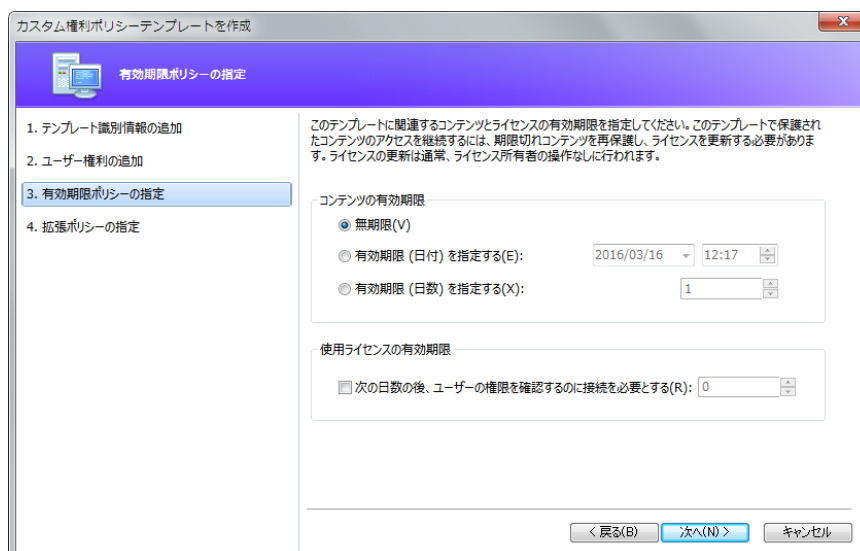 カスタム権利ポリシーテンプレートを作成
有効期限ポリシーの指定
1. テンプレート識別情報の追加
2. ユーザー権利の追加
3. 有効期限ポリシーの指定
4. 拡張ポリシーの指定
このテンプレートに関連するコンテンツとライセンスの有効期限を指定してください。このテンプレートで保護され
たコンテンツのアクセスを継続するには、期限切れコンテンツを再保護し、ライセンスを更新する必要がありま
す。ライセンスの更新は通常、ライセンス所有者の操作なしに行われます。
コンテンツの有効期限
無期限(V)
有効期限 (日付) を指定する(E): 2016/03/16 12:17
有効期限 (日数) を指定する(X): 1
使用ライセンスの有効期限
次の日数の後、ユーザーの権限を確認するのに接続を必要とする(R): 0
< 戻る(B) 次へ(N) > キャンセル